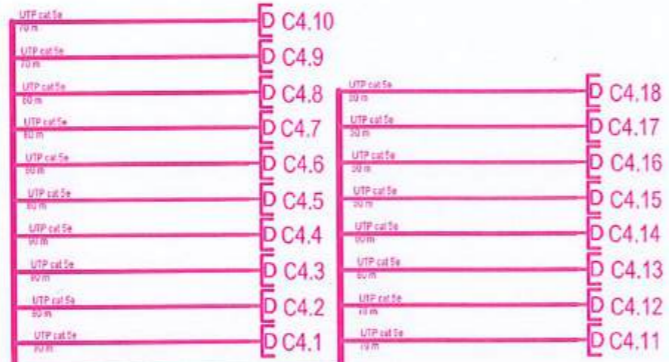 UTP cat 5e
70 m
D C4.10
UTP cat 5e
70 m
D C4.9
UTP cat 5e
D C4.8
UTP cat 5e
D C4.7
UTP cat 5e
D C4.6
UTP cat 5e
D C4.5
UTP cat 5e
D C4.4
UTP cat 5e
D C4.3
UTP cat 5e
D C4.2
UTP cat 5e
D C4.1
UTP cat 5e
D C4.18
UTP cat 5e
D C4.17
UTP cat 5e
D C4.16
UTP cat 5e
D C4.15
UTP cat 5e
D C4.14
UTP cat 5e
D C4.13
UTP cat 5e
70 m
D C4.12
UTP cat 5e
70 m
D C4.11